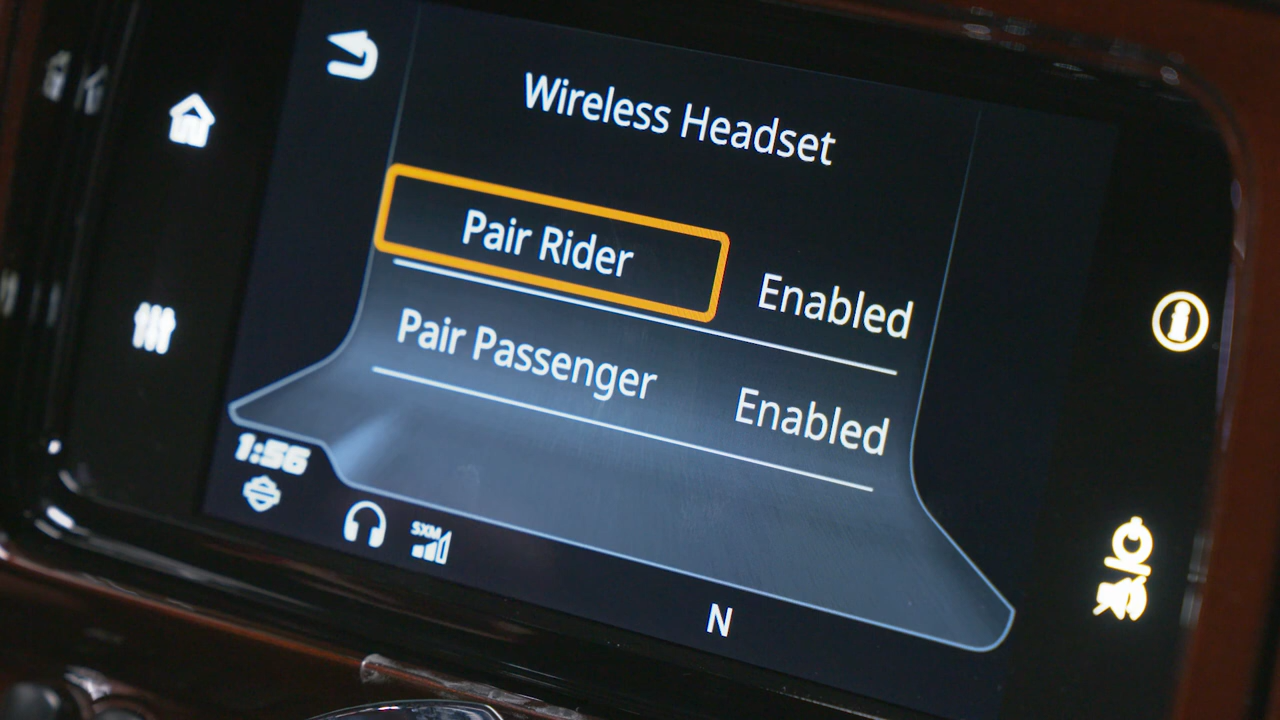 Wireless Headset
Pair Rider Enabled
Pair Passenger Enabled
1:56
SXM
N